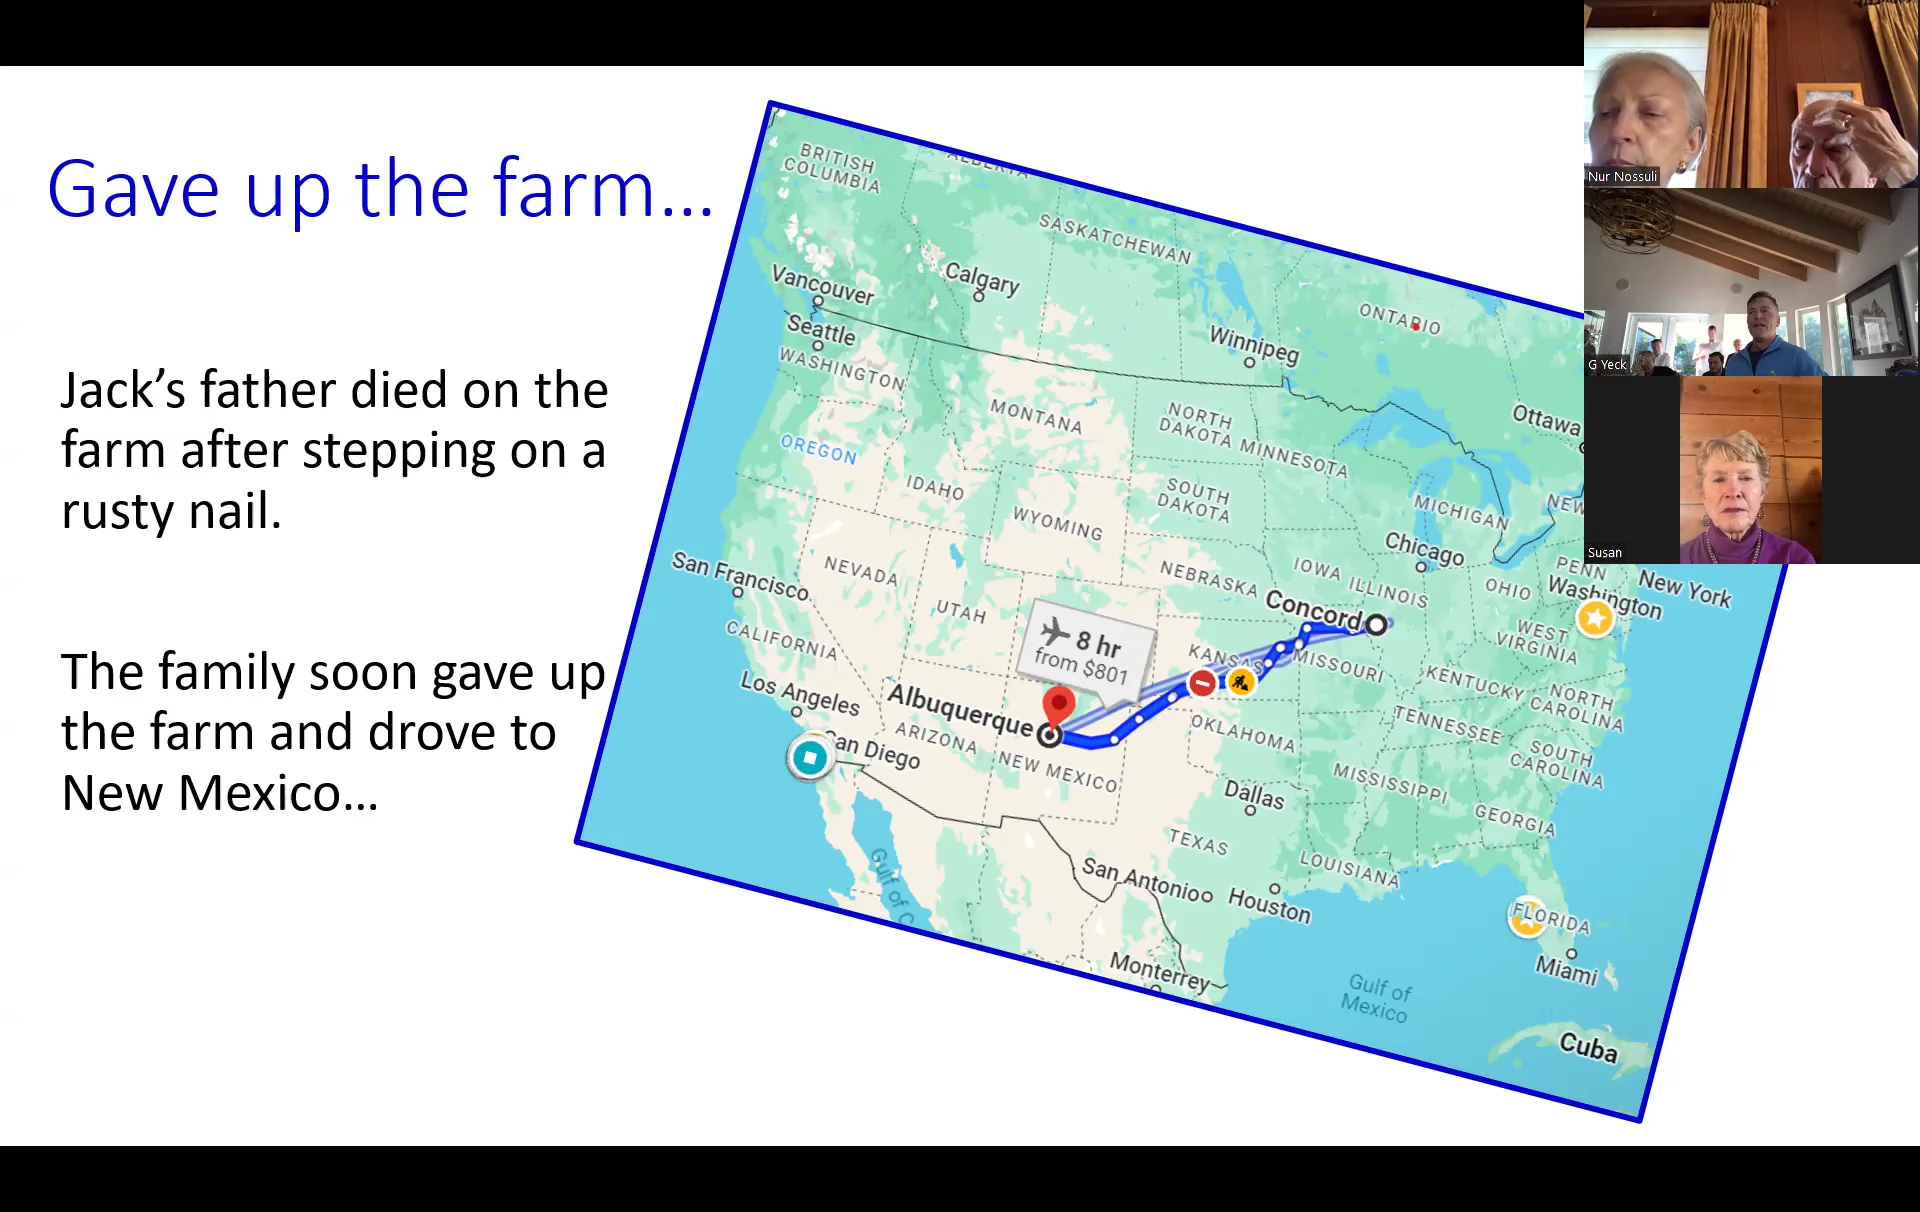 Gave up the farm...
Jack's father died on the
farm after stepping on a
rusty nail.
The family soon gave up
the farm and drove to
New Mexico...
BRITISH
COLUMBIA
ALBERTA
SASKATCHEWAN
ONTARIO
Vancouver
Calgary
Winnipeg
Seattle
WASHINGTON
MONTANA
NORTH
DAKOTA
MINNESOTA
Ottawa
OREGON
IDAHO
SOUTH
DAKOTA
MICHIGAN
NEW
WYOMING
Chicago
San Francisco
NEVADA
UTAH
NEBRASKA
IOWA
ILLINOIS
OHIO
PENN
New York
Washington
Concord
8 hr
from $801
CALIFORNIA
KANSAS
MISSOURI
WEST
VIRGINIA
KENTUCKY
Los Angeles
Albuquerque
ARIZONA
NEW MEXICO
OKLAHOMA
TENNESSEE
NORTH
CAROLINA
San Diego
Dallas
MISSISSIPPI
SOUTH
CAROLINA
GEORGIA
TEXAS
LOUISIANA
San Antonio
Houston
FLORIDA
Gulf of C
Monterrey
Miami
Gulf of
Mexico
Cuba
Nur Nossuli
G Yeck
Susan